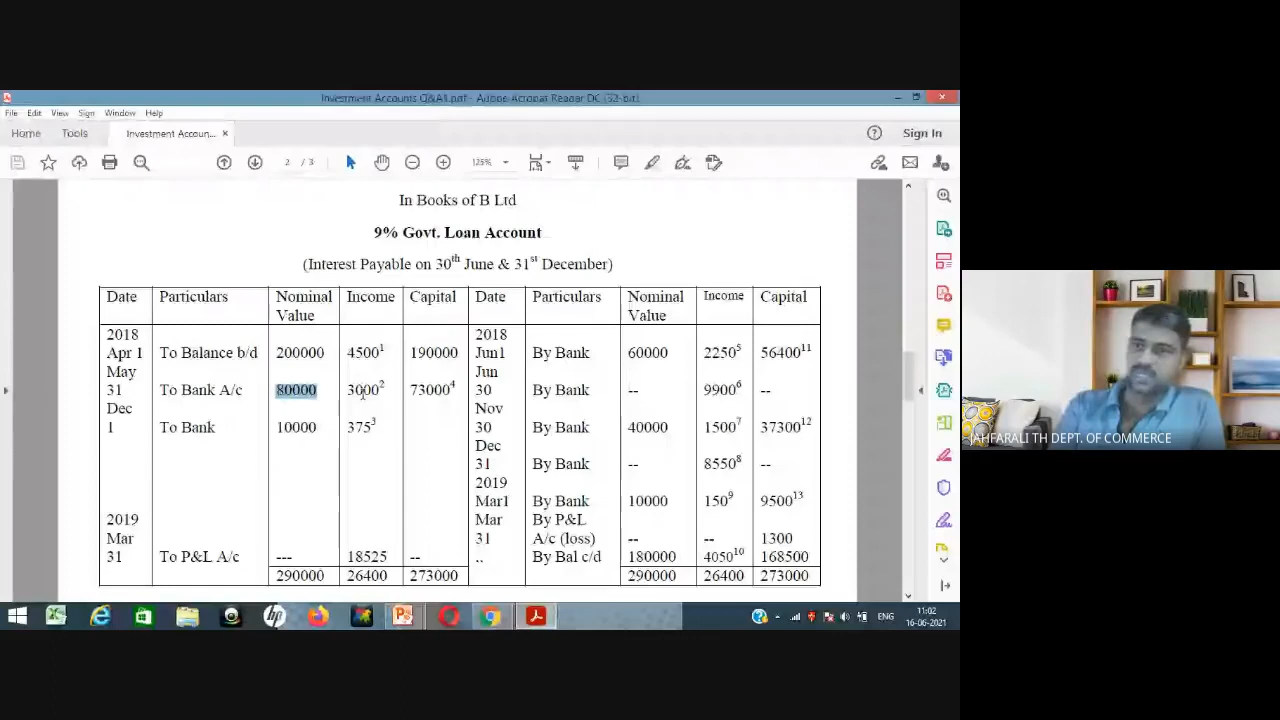 Investment Accounts Q&A1.pdf - Adobe Acrobat Reader DC (32-bit)
File Edit View Sign Window Help
Home Tools Investment Accoun... × Sign In
2 / 3 125%
In Books of B Ltd
9% Govt. Loan Account
(Interest Payable on 30th June & 31st December)
Date Particulars Nominal Income Capital Date Particulars Nominal Income Capital
Value Value
2018 2018
Apr 1 To Balance b/d 200000 4500¹ 190000 Jun1 By Bank 60000 2250⁵ 56400¹¹
May Jun
31 To Bank A/c 80000 3000² 73000⁴ 30 By Bank -- 9900⁶ --
Dec Nov
1 To Bank 10000 375³ 30 By Bank 40000 1500⁷ 37300¹²
Dec
31 By Bank -- 8550⁸ --
2019
Mar1 By Bank 10000 150⁹ 9500¹³
2019 Mar By P&L
Mar 31 A/c (loss) -- -- 1300
31 To P&L A/c --- 18525 -- .. By Bal c/d 180000 4050¹⁰ 168500
290000 26400 273000 290000 26400 273000
JAHFARALI TH DEPT. OF COMMERCE
ENG
11:02
16-06-2021